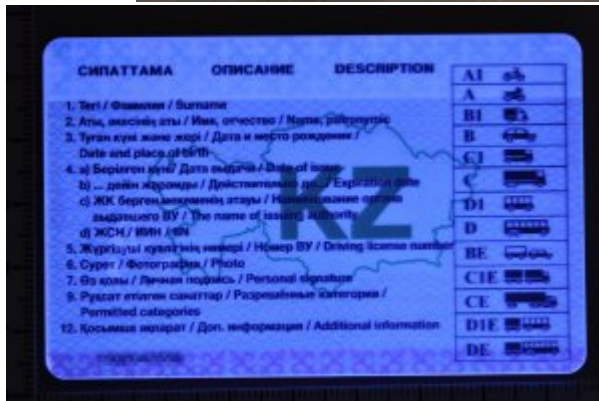 СИПАТТАМА ОПИСАНИЕ DESCRIPTION
1. Тегі / Фамилия / Surname
2. Аты, әкесінің аты / Имя, отчество / Name, patronymic
3. Туған күні және жері / Дата и место рождения /
Date and place of birth
4. a) Берілген күні / Дата выдачи / Date of issue
b) ... дейін жарамды / Действительно до... / Expiration date
c) ЖК берген мекеменің атауы / Наименование органа
выдавшего ВУ / The name of issuing authority
d) ЖСН / ИИН / IIN
5. Жүргізуші куәлігінің нөмірі / Номер ВУ / Driving license number
6. Сурет / Фотография / Photo
7. Өз қолы / Личная подпись / Personal signature
9. Рұқсат етілген санаттар / Разрешённые категории /
Permitted categories
12. Қосымша ақпарат / Доп. информация / Additional information
KZ
A1
A
B1
B
C1
C
D1
D
BE
C1E
CE
D1E
DE